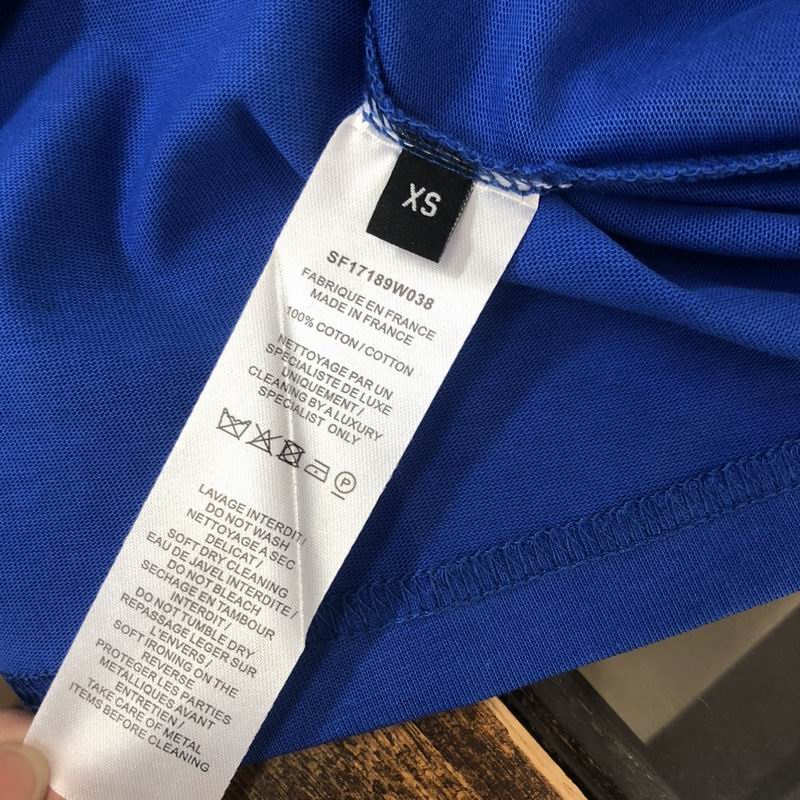 XS
SF17189W038
FABRIQUE EN FRANCE
MADE IN FRANCE
100% COTON / COTTON
NETTOYAGE PAR UN
SPECIALISTE DE LUXE
UNIQUEMENT /
CLEANING BY A LUXURY
SPECIALIST ONLY
P
LAVAGE INTERDIT/
DO NOT WASH
NETTOYAGE A SEC
DELICAT /
SOFT DRY CLEANING
EAU DE JAVEL INTERDITE /
DO NOT BLEACH
SECHAGE EN TAMBOUR
INTERDIT /
DO NOT TUMBLE DRY
REPASSAGE LEGER SUR
L'ENVERS /
SOFT IRONING ON THE
REVERSE
PROTEGER LES PARTIES
METALLIQUES AVANT
ENTRETIEN /
TAKE CARE OF METAL
ITEMS BEFORE CLEANING